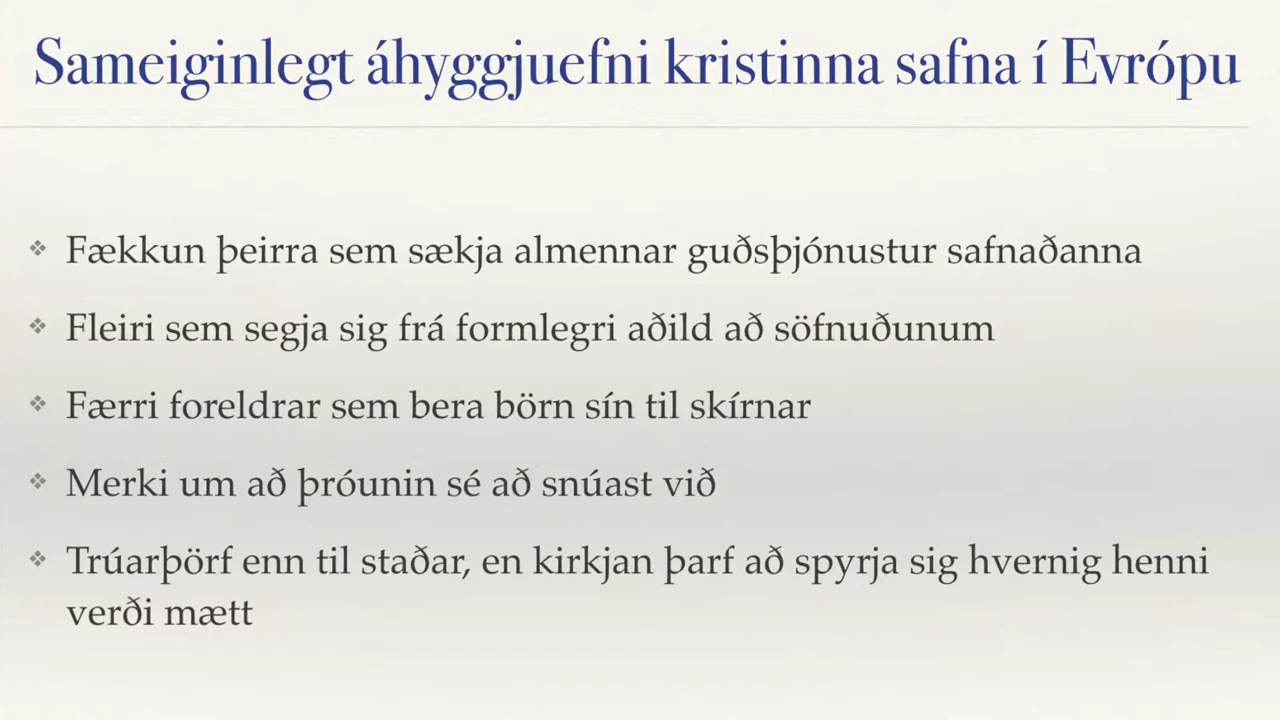 Sameiginlegt áhyggjuefni kristinna safna í Evrópu
Fækkun þeirra sem sækja almennar guðsþjónustur safnaðanna
Fleiri sem segja sig frá formlegri aðild að söfnuðunum
Færri foreldrar sem bera börn sín til skírnar
Merki um að þróunin sé að snúast við
Trúarþörf enn til staðar, en kirkjan þarf að spyrja sig hvernig henni
verði mætt